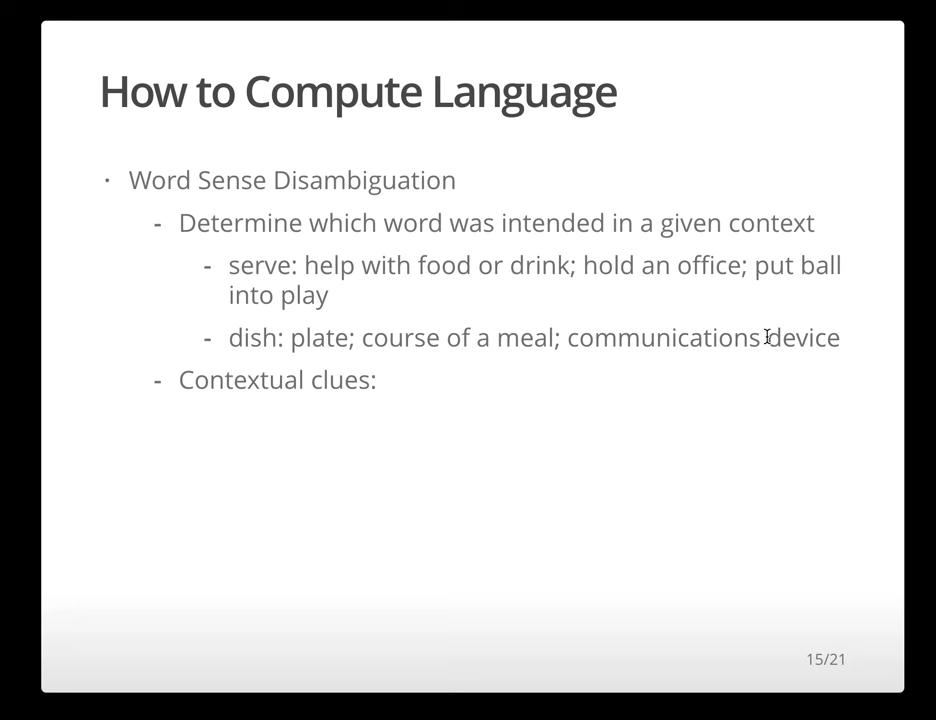 How to Compute Language
· Word Sense Disambiguation
- Determine which word was intended in a given context
- serve: help with food or drink; hold an office; put ball
into play
- dish: plate; course of a meal; communications device
- Contextual clues:
15/21